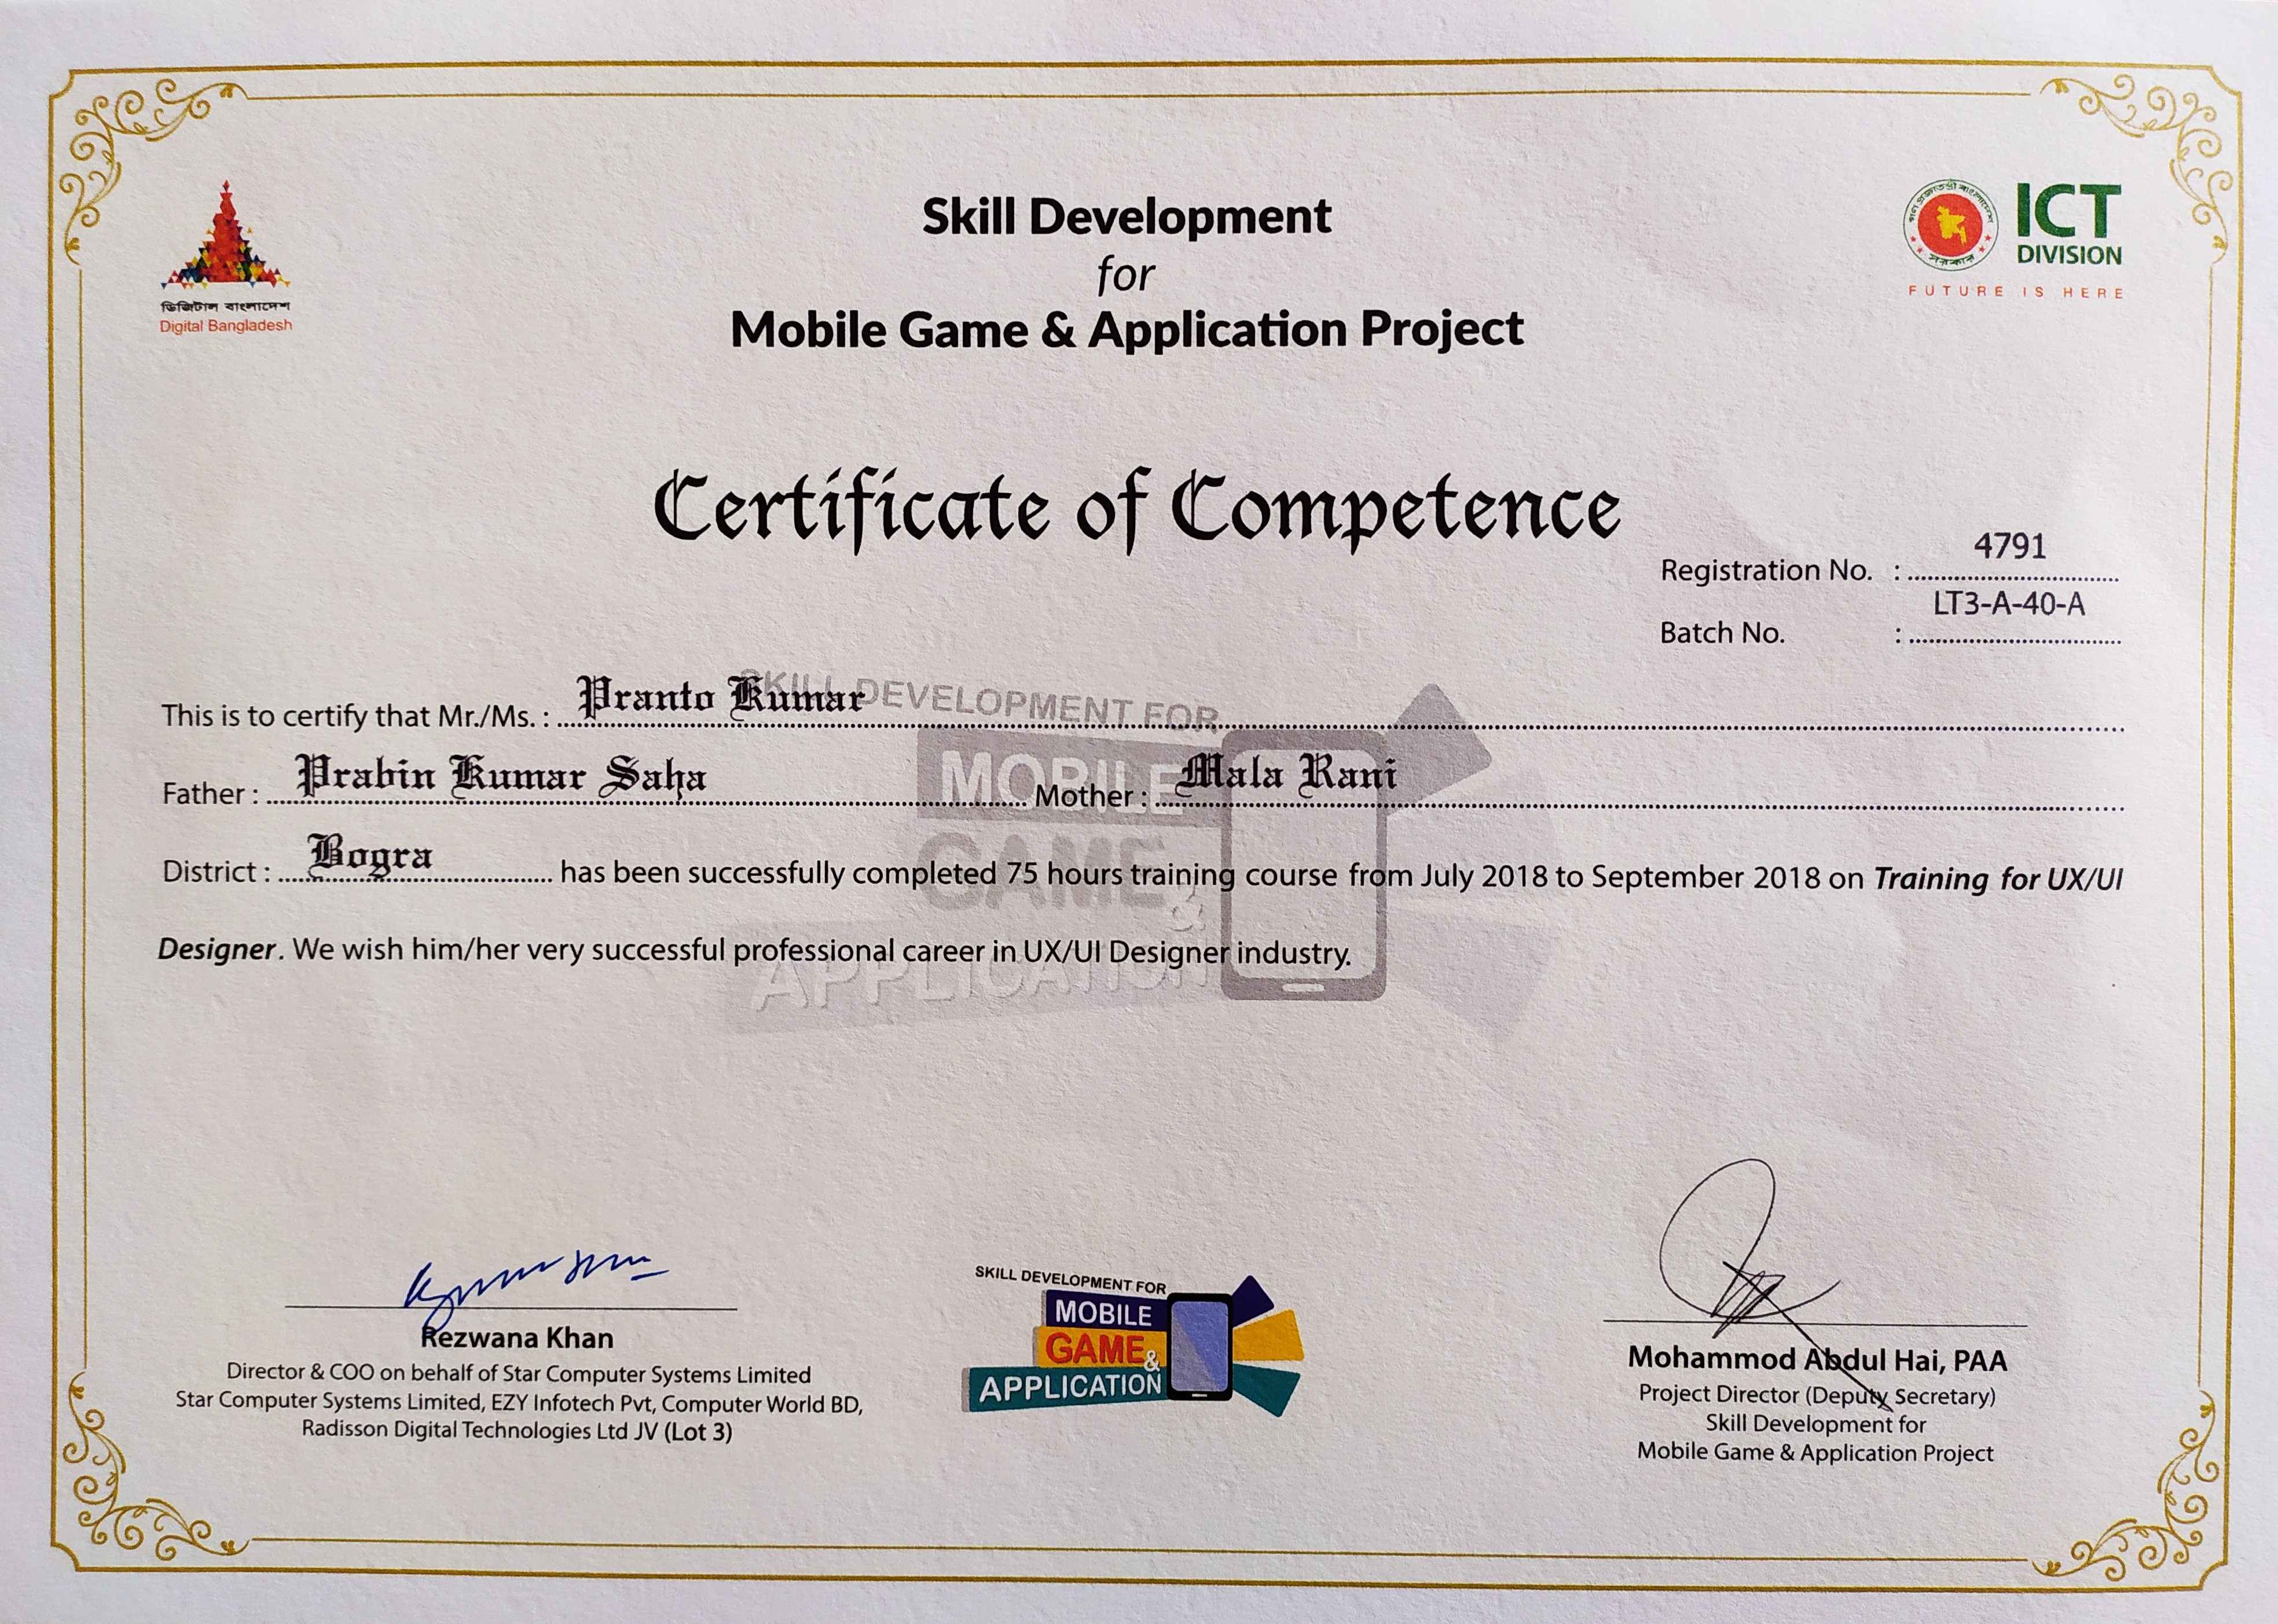 ডিজিটাল বাংলাদেশ
Digital Bangladesh
Skill Development
for
Mobile Game & Application Project
গণপ্রজাতন্ত্রী বাংলাদেশ
সরকার
ICT
DIVISION
FUTURE IS HERE
Certificate of Competence
Registration No. : 4791
Batch No. : LT3-A-40-A
This is to certify that Mr./Ms. : Pranto Kumar
Father : Prabin Kumar Saha Mother : Mala Rani
District : Bogra has been successfully completed 75 hours training course from July 2018 to September 2018 on Training for UX/UI
Designer. We wish him/her very successful professional career in UX/UI Designer industry.
SKILL DEVELOPMENT FOR
MOBILE
GAME
&
APPLICATION
Rezwana Khan
Director & COO on behalf of Star Computer Systems Limited
Star Computer Systems Limited, EZY Infotech Pvt, Computer World BD,
Radisson Digital Technologies Ltd JV (Lot 3)
SKILL DEVELOPMENT FOR
MOBILE
GAME
&
APPLICATION
Mohammod Abdul Hai, PAA
Project Director (Deputy Secretary)
Skill Development for
Mobile Game & Application Project